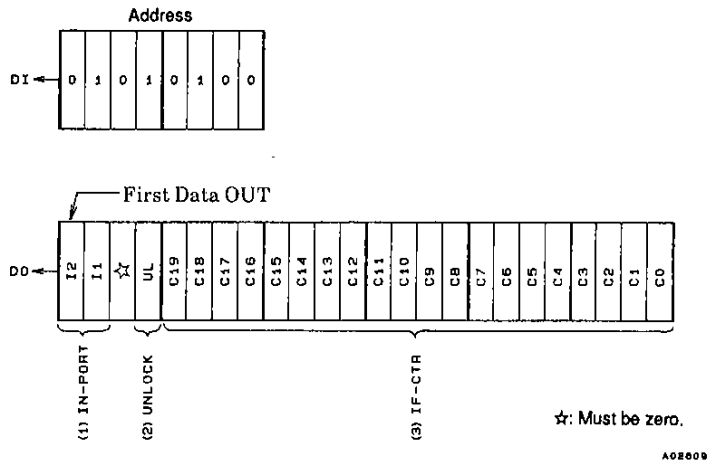 Address
DI 0 1 0 1 0 1 0 0
First Data OUT
DO I2 I1 ☆ UL C19 C18 C17 C16 C15 C14 C13 C12 C11 C10 C9 C8 C7 C6 C5 C4 C3 C2 C1 C0
(1) IN-PORT
(2) UNLOCK
(3) IF-CTR
☆: Must be zero.
A02609